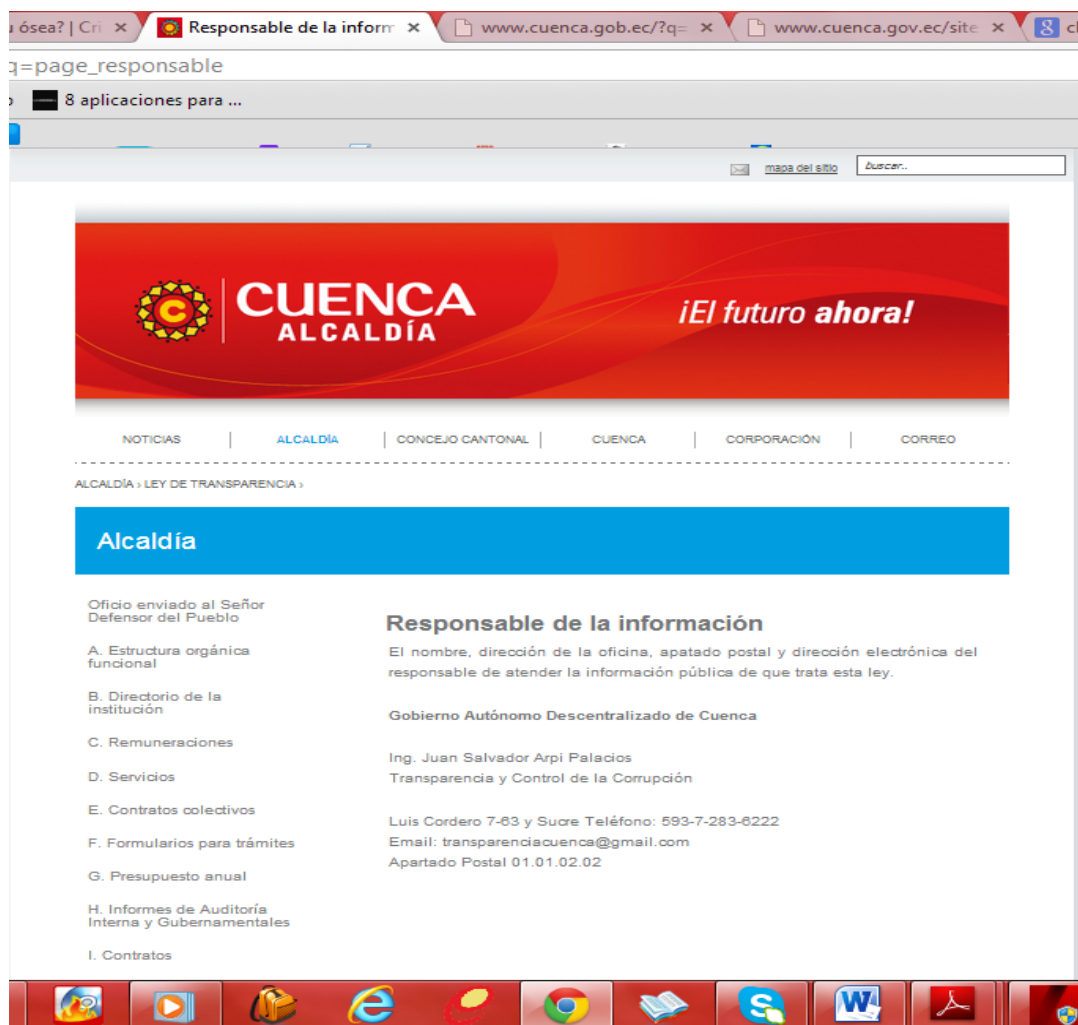 u ósea? | Cri
Responsable de la inform
www.cuenca.gob.ec/?q=
www.cuenca.gov.ec/site
8
q=page_responsable
8 aplicaciones para ...
mapa del sitio
buscar..
C
CUENCA
ALCALDÍA
¡El futuro ahora!
NOTICIAS
ALCALDÍA
CONCEJO CANTONAL
CUENCA
CORPORACIÓN
CORREO
ALCALDÍA › LEY DE TRANSPARENCIA ›
Alcaldía
Oficio enviado al Señor
Defensor del Pueblo
A. Estructura orgánica
funcional
B. Directorio de la
institución
C. Remuneraciones
D. Servicios
E. Contratos colectivos
F. Formularios para trámites
G. Presupuesto anual
H. Informes de Auditoría
Interna y Gubernamentales
I. Contratos
Responsable de la información
El nombre, dirección de la oficina, apatado postal y dirección electrónica del
responsable de atender la información pública de que trata esta ley.
Gobierno Autónomo Descentralizado de Cuenca
Ing. Juan Salvador Arpi Palacios
Transparencia y Control de la Corrupción
Luis Cordero 7-63 y Sucre Teléfono: 593-7-283-6222
Email: transparenciacuenca@gmail.com
Apartado Postal 01.01.02.02